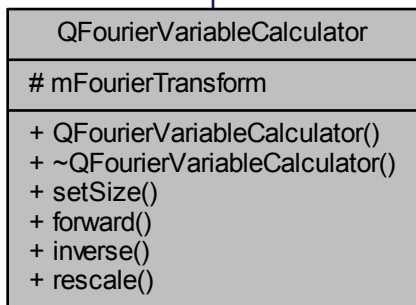 QFourierVariableCalculator
# mFourierTransform
+ QFourierVariableCalculator()
+ ~QFourierVariableCalculator()
+ setSize()
+ forward()
+ inverse()
+ rescale()